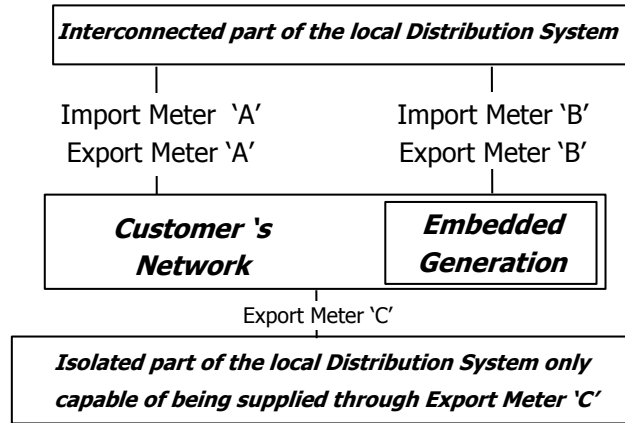 Interconnected part of the local Distribution System
Import Meter ‘A’
Export Meter ‘A’
Import Meter ‘B’
Export Meter ‘B’
Customer ‘s
Network
Embedded
Generation
Export Meter ‘C’
Isolated part of the local Distribution System only
capable of being supplied through Export Meter ‘C’